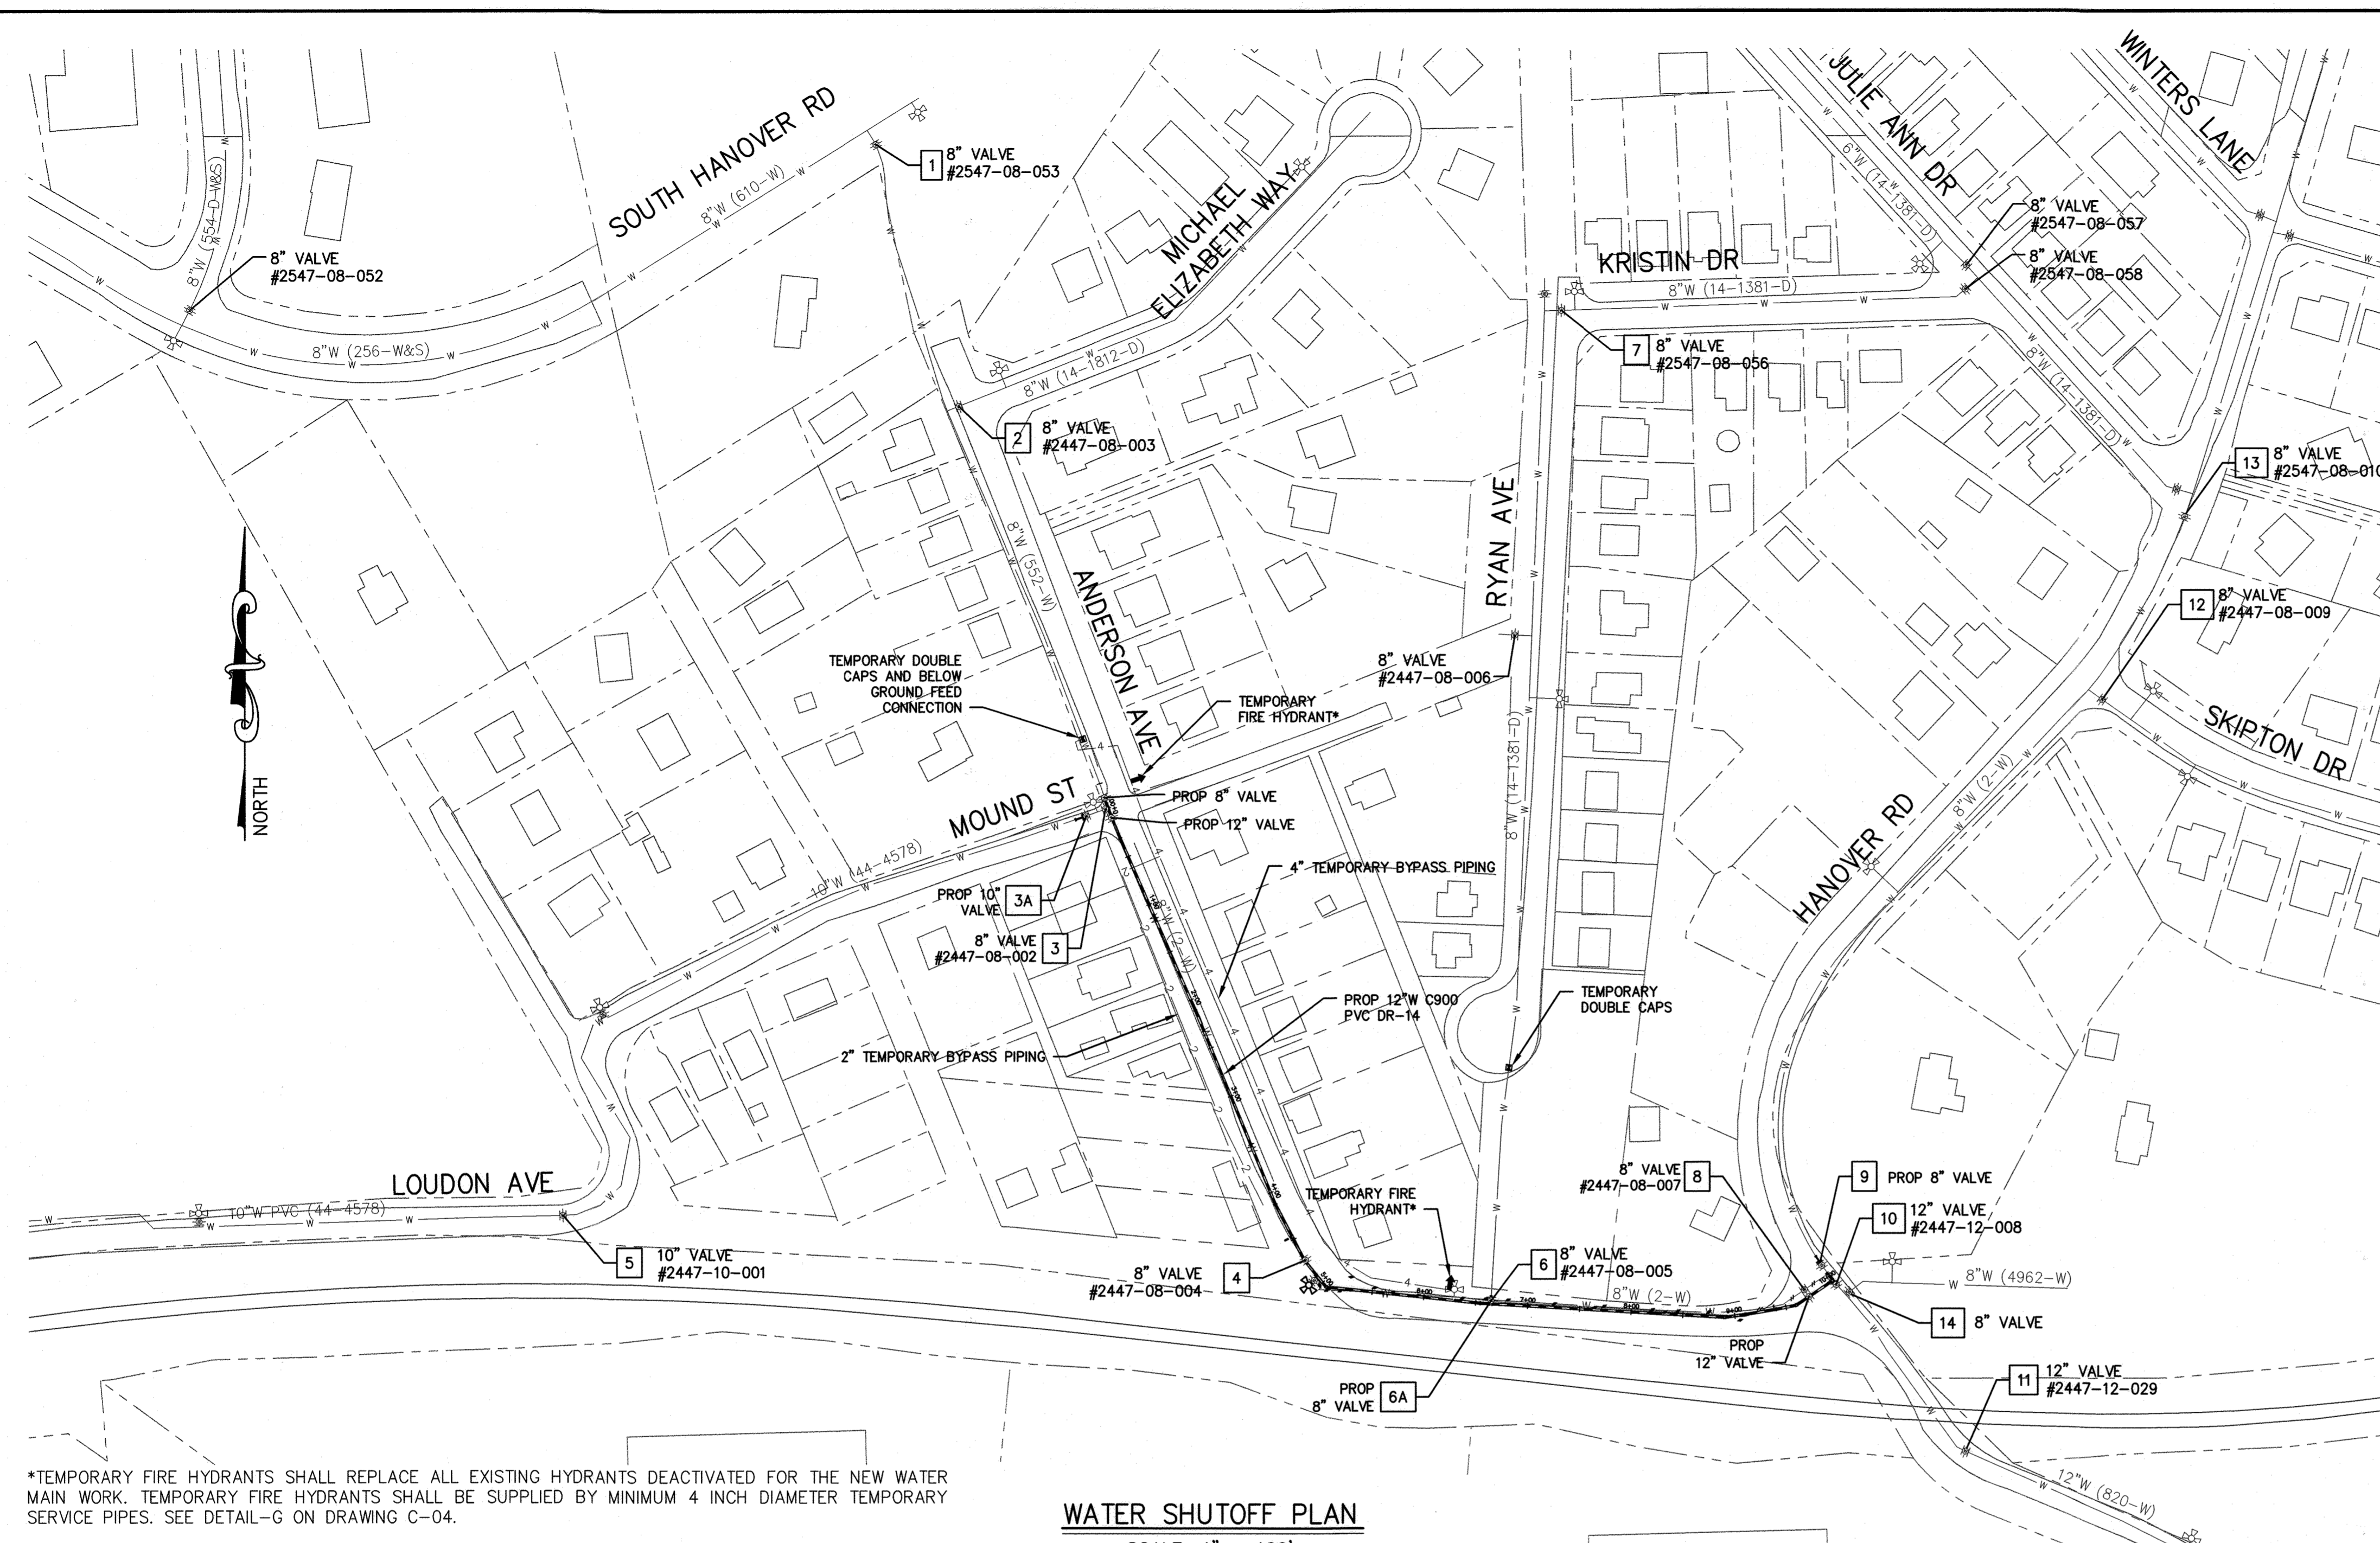 WINTERS LANE
JULIE ANN DR
SOUTH HANOVER RD
8"W (610-W)
1
8" VALVE
#2547-08-053
8"W (554-D-W&S)
MICHAEL
ELIZABETH WAY
6"W (14-1381-D)
8" VALVE
#2547-08-057
8" VALVE
#2547-08-052
KRISTIN DR
8"W (14-1381-D)
8" VALVE
#2547-08-058
8"W (256-W&S)
8"W (14-1812-D)
7
8" VALVE
#2547-08-056
8"W (14-1381-D)
2
8" VALVE
#2447-08-003
13
8" VALVE
RYAN AVE
8"W (552-W)
ANDERSON AVE
12
8" VALVE
#2447-08-009
TEMPORARY DOUBLE
CAPS AND BELOW
GROUND FEED
CONNECTION
8" VALVE
#2447-08-006
TEMPORARY
FIRE HYDRANT*
8"W (14-1381-D)
SKIPTON DR
8"W (2-W)
NORTH
MOUND ST
PROP 8" VALVE
PROP 12" VALVE
HANOVER RD
10"W (44-4578)
4" TEMPORARY BYPASS PIPING
PROP 10"
VALVE
3A
8"W (2-W)
8" VALVE
#2447-08-002
3
PROP 12"W C900
PVC DR-14
TEMPORARY
DOUBLE CAPS
2" TEMPORARY BYPASS PIPING
LOUDON AVE
10"W PVC (44-4578)
TEMPORARY FIRE
HYDRANT*
8" VALVE
#2447-08-007
8
9
PROP 8" VALVE
10
12" VALVE
#2447-12-008
5
10" VALVE
#2447-10-001
8" VALVE
#2447-08-004
4
6
8" VALVE
#2447-08-005
8"W (2-W)
8"W (4962-W)
14
8" VALVE
PROP
12" VALVE
PROP
8" VALVE
6A
11
12" VALVE
#2447-12-029
12"W (820-W)
*TEMPORARY FIRE HYDRANTS SHALL REPLACE ALL EXISTING HYDRANTS DEACTIVATED FOR THE NEW WATER
MAIN WORK. TEMPORARY FIRE HYDRANTS SHALL BE SUPPLIED BY MINIMUM 4 INCH DIAMETER TEMPORARY
SERVICE PIPES. SEE DETAIL-G ON DRAWING C-04.
WATER SHUTOFF PLAN